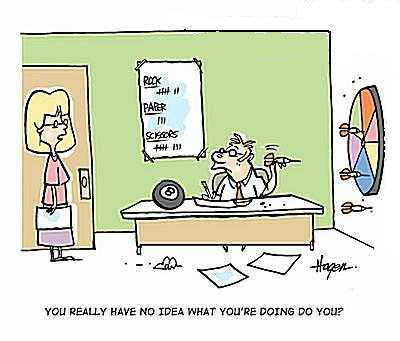 ROCK
PAPER
SCISSORS
8
Hagen.
YOU REALLY HAVE NO IDEA WHAT YOU'RE DOING DO YOU?